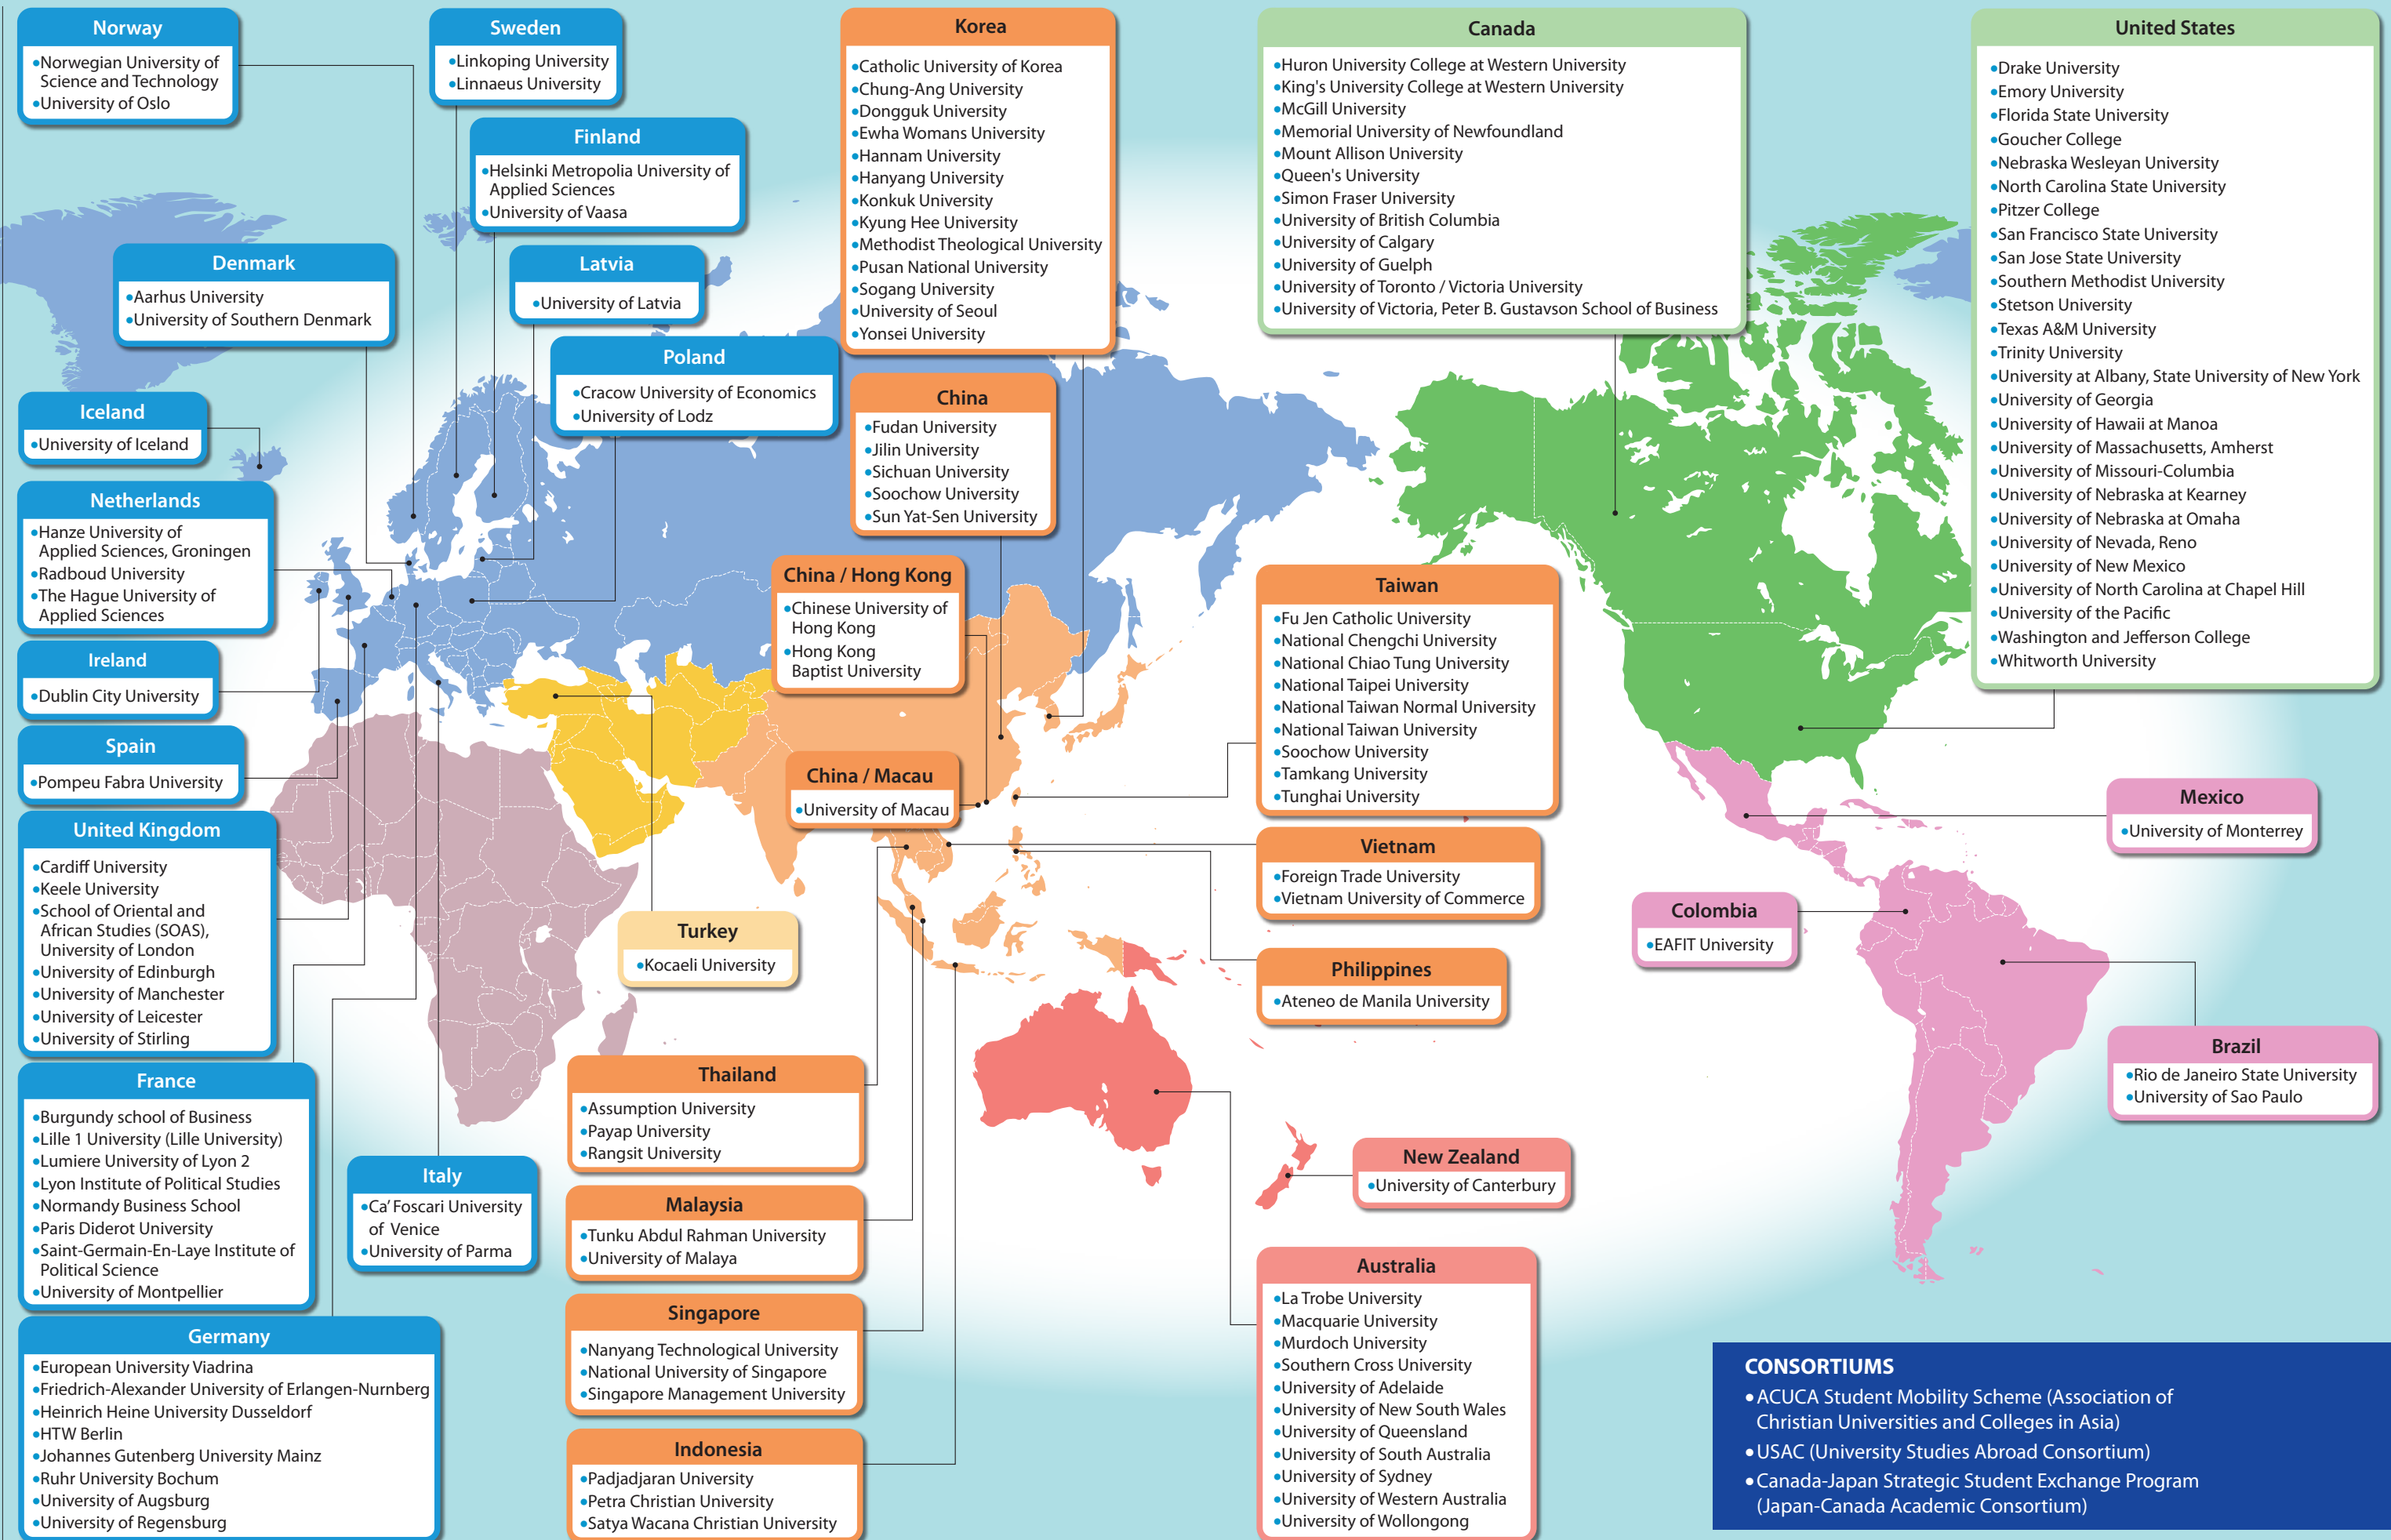 Norway
•Norwegian University of
Science and Technology
•University of Oslo
Sweden
•Linkoping University
•Linnaeus University
Finland
•Helsinki Metropolia University of
Applied Sciences
•University of Vaasa
Denmark
•Aarhus University
•University of Southern Denmark
Latvia
•University of Latvia
Poland
•Cracow University of Economics
•University of Lodz
Iceland
•University of Iceland
Netherlands
•Hanze University of
Applied Sciences, Groningen
•Radboud University
•The Hague University of
Applied Sciences
Ireland
•Dublin City University
Spain
•Pompeu Fabra University
United Kingdom
•Cardiff University
•Keele University
•School of Oriental and
African Studies (SOAS),
University of London
•University of Edinburgh
•University of Manchester
•University of Leicester
•University of Stirling
France
•Burgundy school of Business
•Lille 1 University (Lille University)
•Lumiere University of Lyon 2
•Lyon Institute of Political Studies
•Normandy Business School
•Paris Diderot University
•Saint-Germain-En-Laye Institute of
Political Science
•University of Montpellier
Germany
•European University Viadrina
•Friedrich-Alexander University of Erlangen-Nurnberg
•Heinrich Heine University Dusseldorf
•HTW Berlin
•Johannes Gutenberg University Mainz
•Ruhr University Bochum
•University of Augsburg
•University of Regensburg
Italy
•Ca' Foscari University
of Venice
•University of Parma
Turkey
•Kocaeli University
Korea
•Catholic University of Korea
•Chung-Ang University
•Dongguk University
•Ewha Womans University
•Hannam University
•Hanyang University
•Konkuk University
•Kyung Hee University
•Methodist Theological University
•Pusan National University
•Sogang University
•University of Seoul
•Yonsei University
China
•Fudan University
•Jilin University
•Sichuan University
•Soochow University
•Sun Yat-Sen University
China / Hong Kong
•Chinese University of
Hong Kong
•Hong Kong
Baptist University
China / Macau
•University of Macau
Thailand
•Assumption University
•Payap University
•Rangsit University
Malaysia
•Tunku Abdul Rahman University
•University of Malaya
Singapore
•Nanyang Technological University
•National University of Singapore
•Singapore Management University
Indonesia
•Padjadjaran University
•Petra Christian University
•Satya Wacana Christian University
Taiwan
•Fu Jen Catholic University
•National Chengchi University
•National Chiao Tung University
•National Taipei University
•National Taiwan Normal University
•National Taiwan University
•Soochow University
•Tamkang University
•Tunghai University
Vietnam
•Foreign Trade University
•Vietnam University of Commerce
Philippines
•Ateneo de Manila University
New Zealand
•University of Canterbury
Australia
•La Trobe University
•Macquarie University
•Murdoch University
•Southern Cross University
•University of Adelaide
•University of New South Wales
•University of Queensland
•University of South Australia
•University of Sydney
•University of Western Australia
•University of Wollongong
Canada
•Huron University College at Western University
•King's University College at Western University
•McGill University
•Memorial University of Newfoundland
•Mount Allison University
•Queen's University
•Simon Fraser University
•University of British Columbia
•University of Calgary
•University of Guelph
•University of Toronto / Victoria University
•University of Victoria, Peter B. Gustavson School of Business
United States
•Drake University
•Emory University
•Florida State University
•Goucher College
•Nebraska Wesleyan University
•North Carolina State University
•Pitzer College
•San Francisco State University
•San Jose State University
•Southern Methodist University
•Stetson University
•Texas A&M University
•Trinity University
•University at Albany, State University of New York
•University of Georgia
•University of Hawaii at Manoa
•University of Massachusetts, Amherst
•University of Missouri-Columbia
•University of Nebraska at Kearney
•University of Nebraska at Omaha
•University of Nevada, Reno
•University of New Mexico
•University of North Carolina at Chapel Hill
•University of the Pacific
•Washington and Jefferson College
•Whitworth University
Mexico
•University of Monterrey
Colombia
•EAFIT University
Brazil
•Rio de Janeiro State University
•University of Sao Paulo
CONSORTIUMS
•ACUCA Student Mobility Scheme (Association of
Christian Universities and Colleges in Asia)
•USAC (University Studies Abroad Consortium)
•Canada-Japan Strategic Student Exchange Program
(Japan-Canada Academic Consortium)